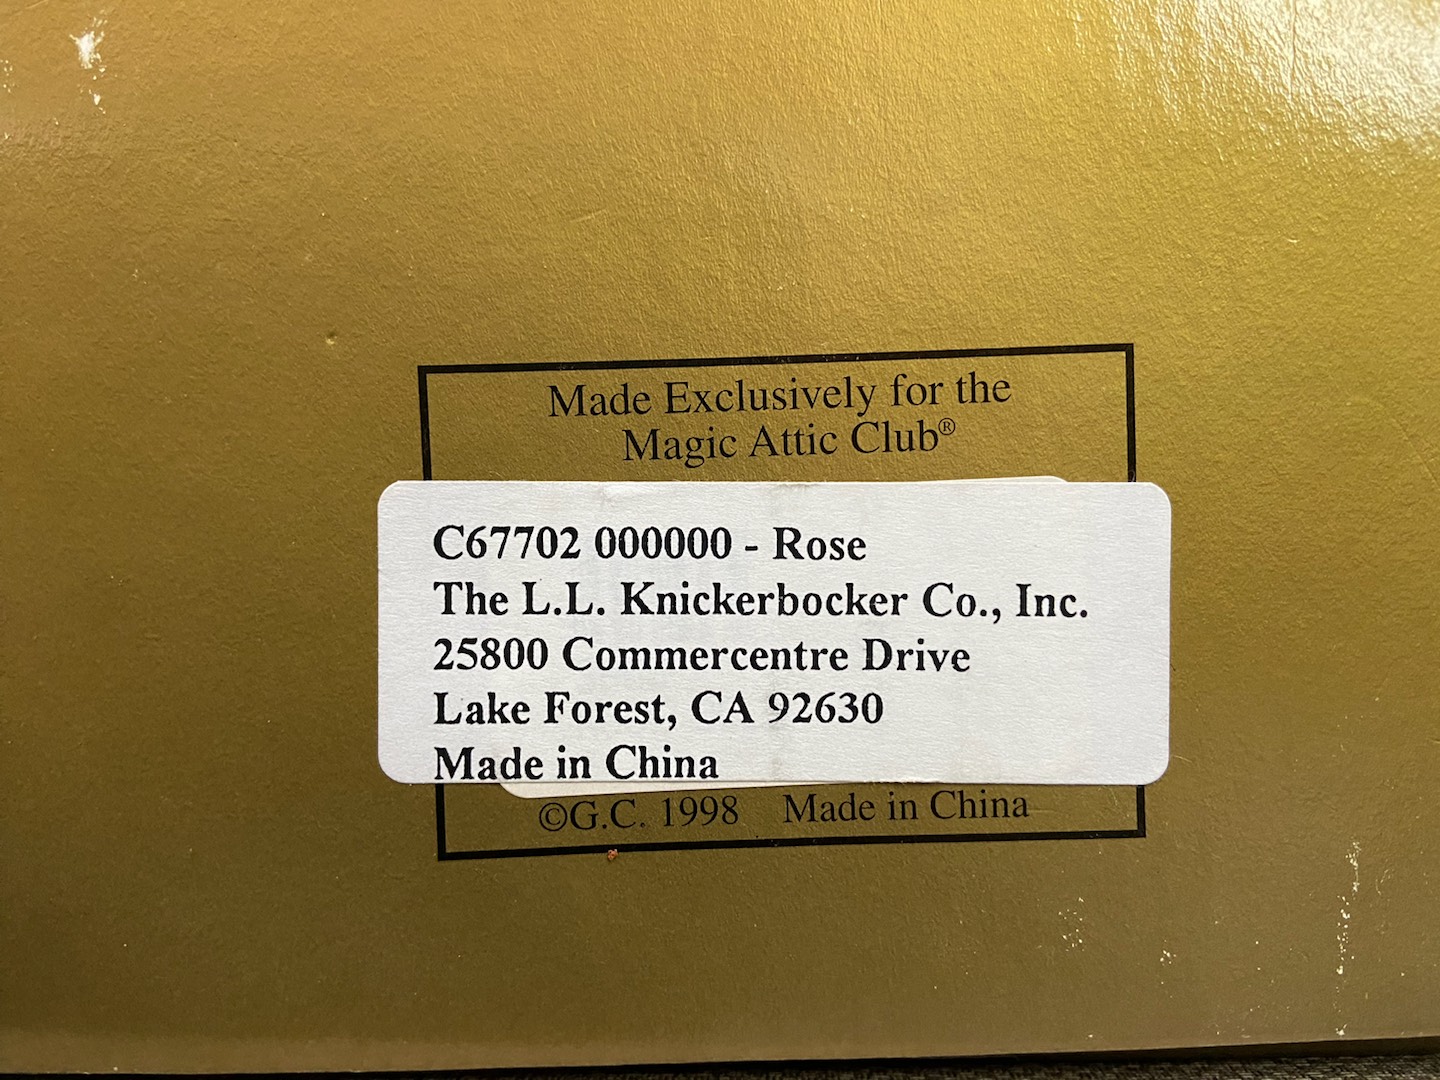 Made Exclusively for the
Magic Attic Club®
C67702 000000 - Rose
The L.L. Knickerbocker Co., Inc.
25800 Commercentre Drive
Lake Forest, CA 92630
Made in China
©G.C. 1998 Made in China